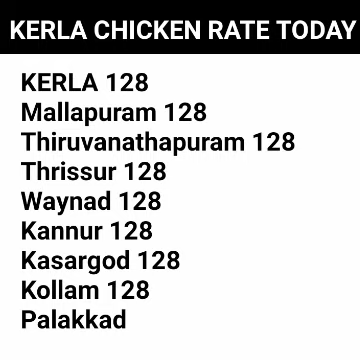 KERLA CHICKEN RATE TODAY
KERLA 128
Mallapuram 128
Thiruvanathapuram 128
Thrissur 128
Waynad 128
Kannur 128
Kasargod 128
Kollam 128
Palakkad